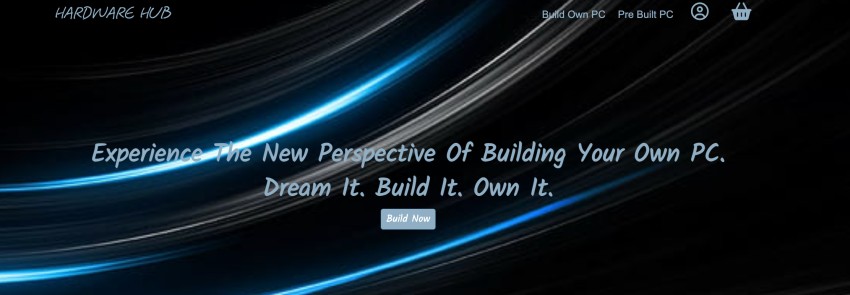 HARDWARE HUB
Build Own PC Pre Built PC
Experience The New Perspective Of Building Your Own PC.
Dream It. Build It. Own It.
Build Now